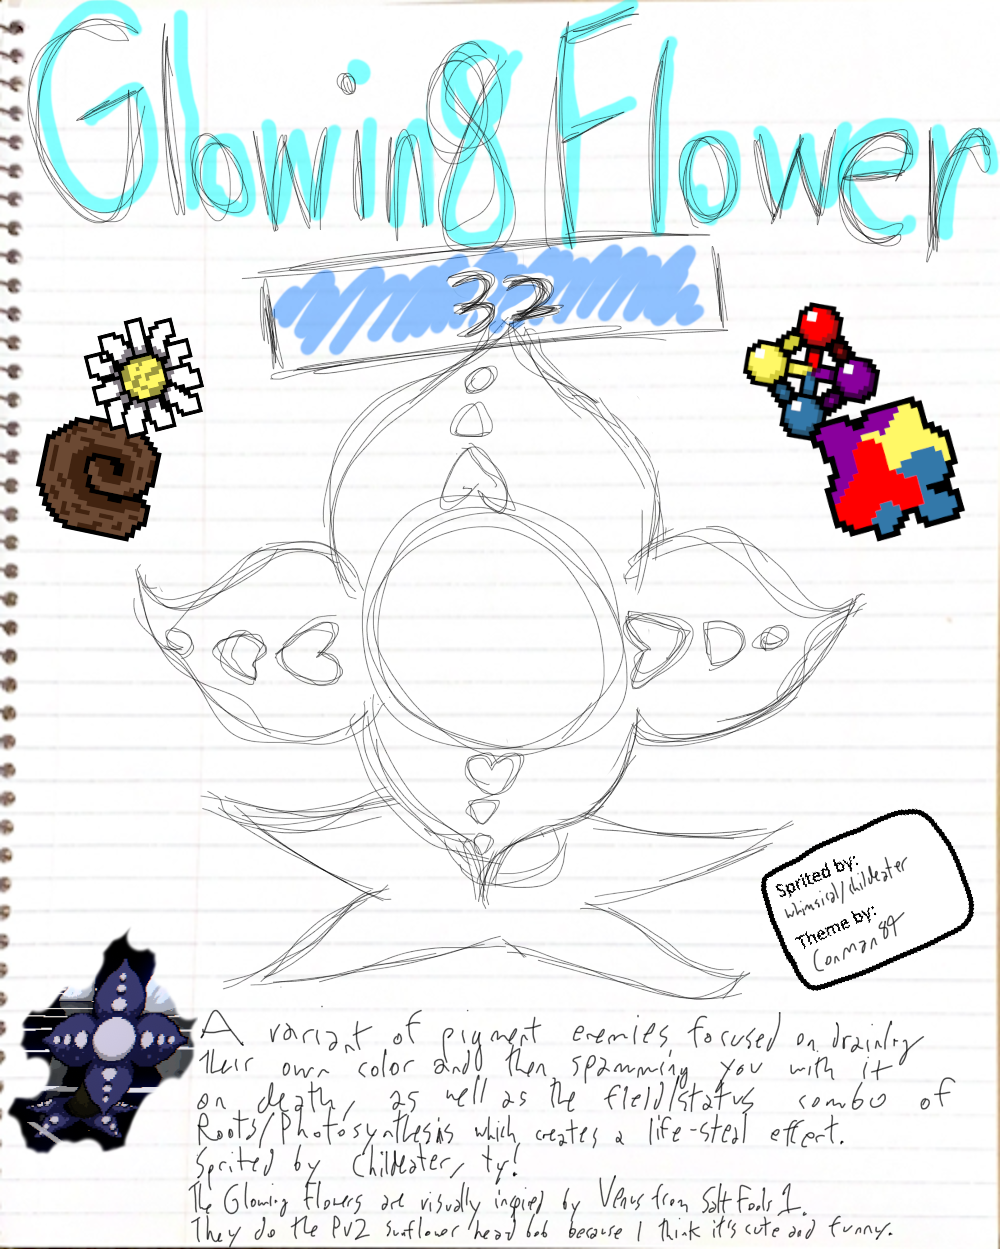 Glowing Flower
32
Sprited by:
whimsical/childeater
Theme by:
Conman84
A variant of pigment enemies focused on draining
their own color and then spamming you with it
on death, as well as the field/status combo of
Roots/Photosynthesis which creates a life-steal effect.
Sprited by Childeater, ty!
The Glowing Flowers are visually inspied by Venus from Salt Fools 1.
They do the PvZ sunflower head bob because I think it's cute and funny.